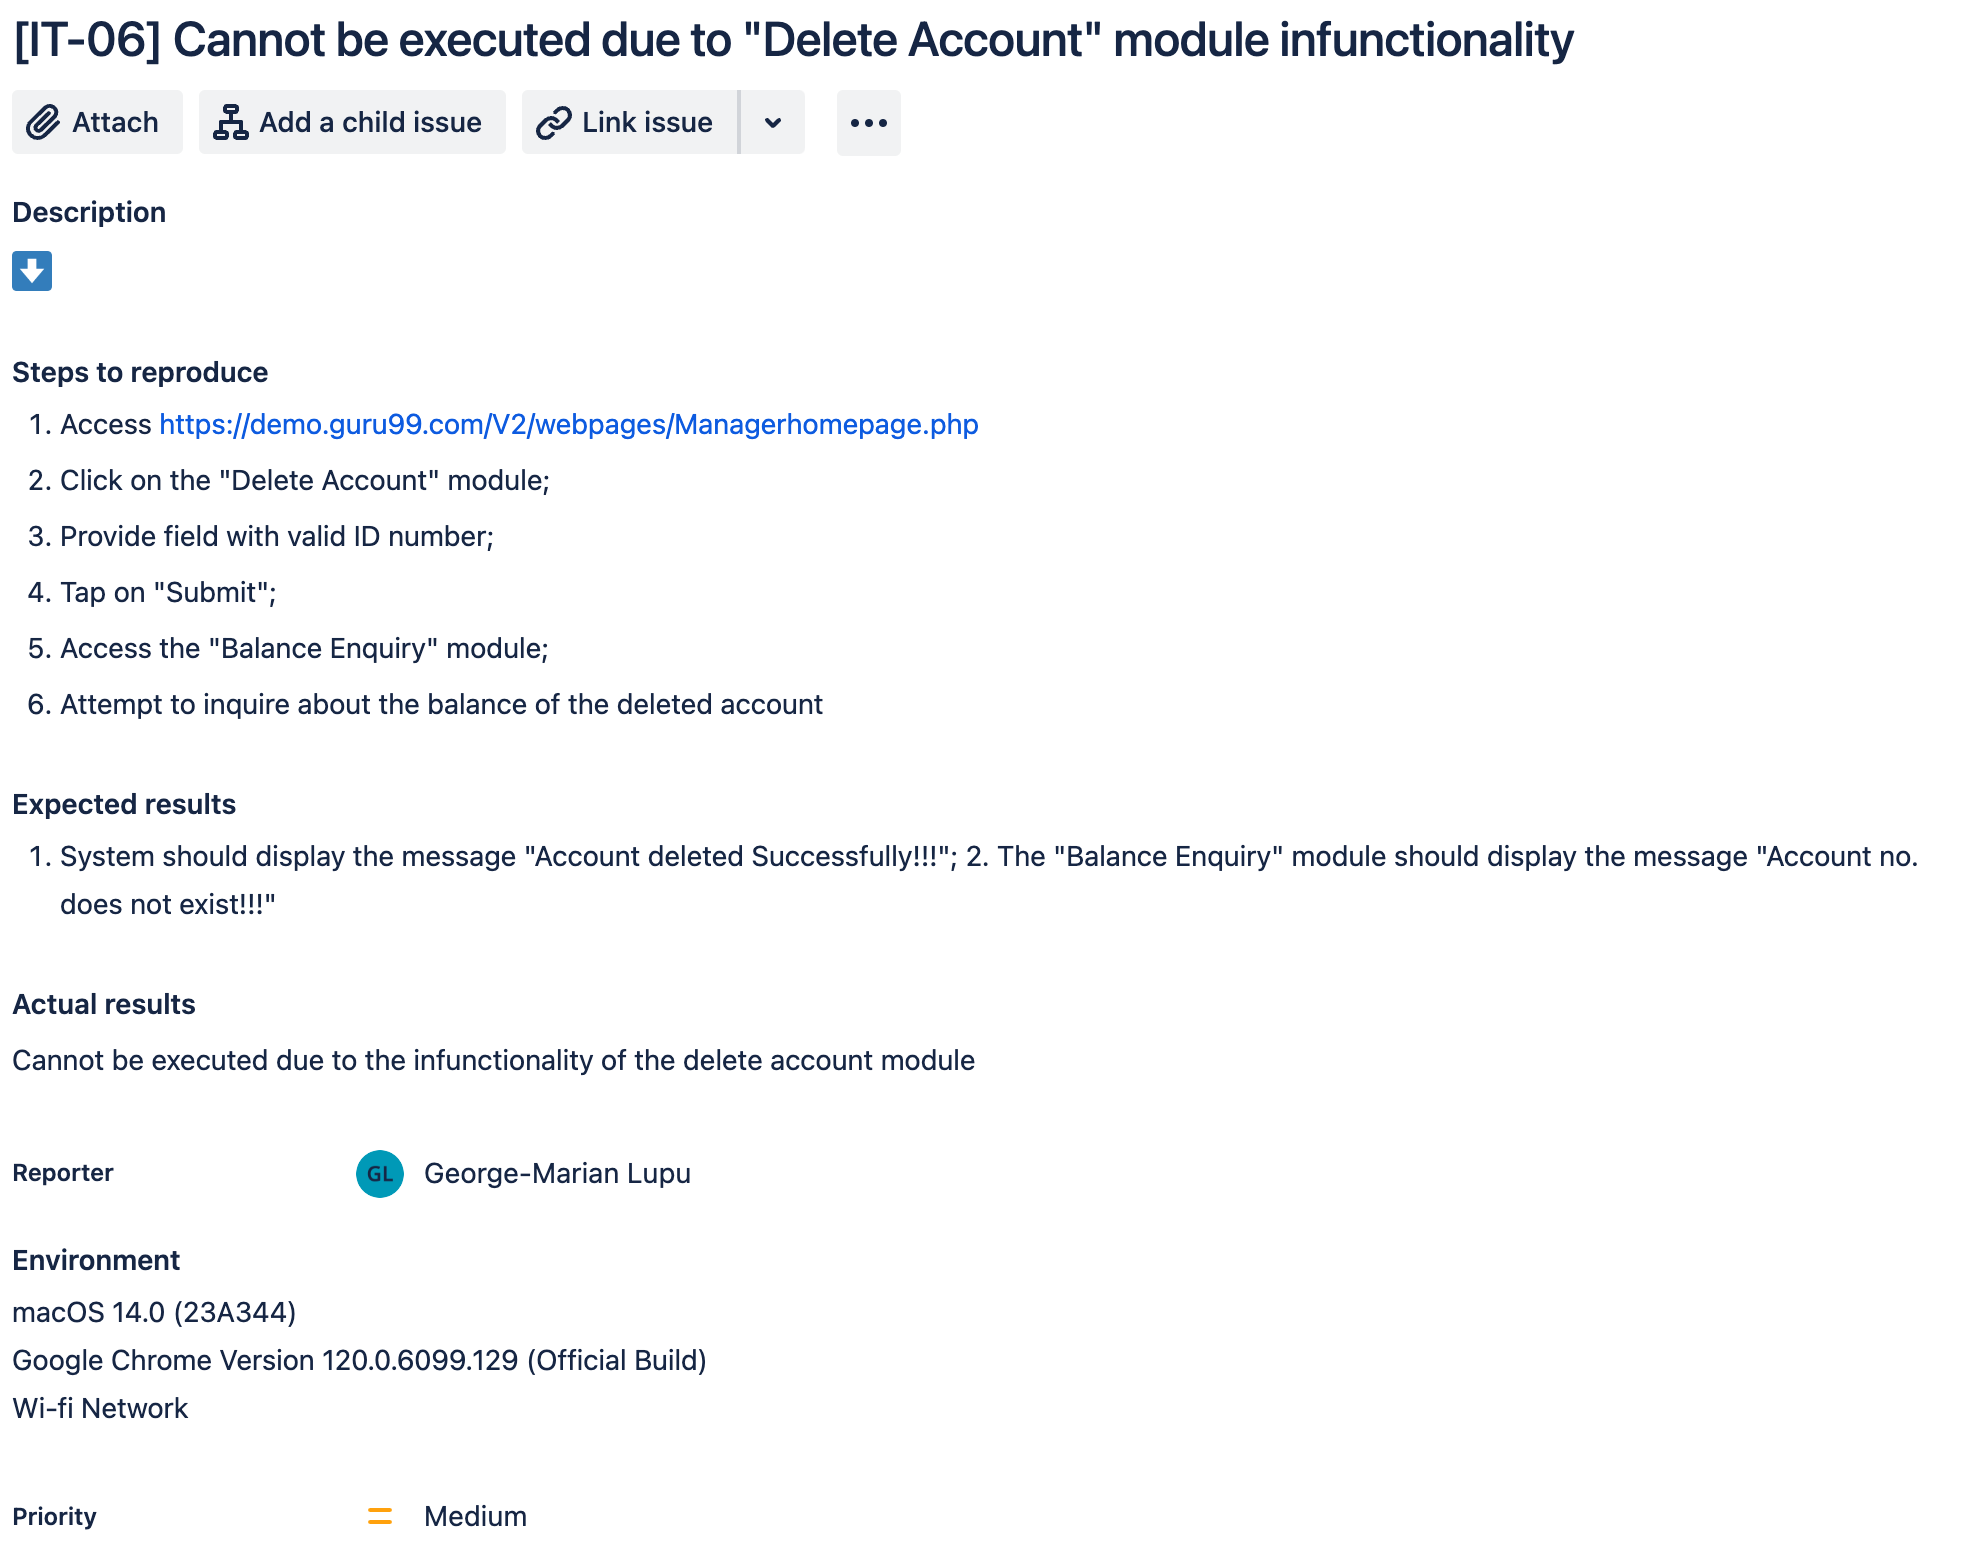 [IT-06] Cannot be executed due to "Delete Account" module infunctionality
Attach
Add a child issue
Link issue
Description
Steps to reproduce
1. Access https://demo.guru99.com/V2/webpages/Managerhomepage.php
2. Click on the "Delete Account" module;
3. Provide field with valid ID number;
4. Tap on "Submit";
5. Access the "Balance Enquiry" module;
6. Attempt to inquire about the balance of the deleted account
Expected results
1. System should display the message "Account deleted Successfully!!!"; 2. The "Balance Enquiry" module should display the message "Account no.
does not exist!!!"
Actual results
Cannot be executed due to the infunctionality of the delete account module
Reporter GL George-Marian Lupu
Environment
macOS 14.0 (23A344)
Google Chrome Version 120.0.6099.129 (Official Build)
Wi-fi Network
Priority Medium